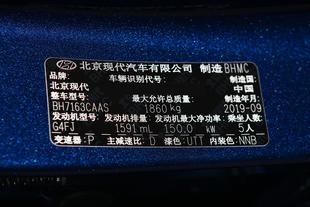 北京现代汽车有限公司 制造 BHMC
品牌： 车辆识别代号： 制造国：
北京现代 中国
型号： 最大允许总质量： 制造年月：
BH7163CAAS 1860 kg 2019-09
发动机型号： 发动机排量： 发动机最大净功率： 乘坐人数
G4FJ 1591 mL 150.0 kW 5人
变速器：P 主减速比：D 漆色：UTT 内装色：NNB